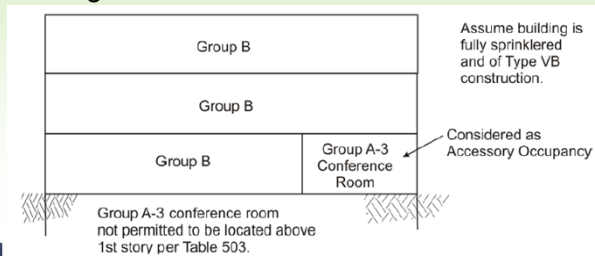 Group B
Assume building is
fully sprinklered
and of Type VB
construction.
Group B
Group B
Group A-3
Conference
Room
Considered as
Accessory Occupancy
Group A-3 conference room
not permitted to be located above
1st story per Table 503.